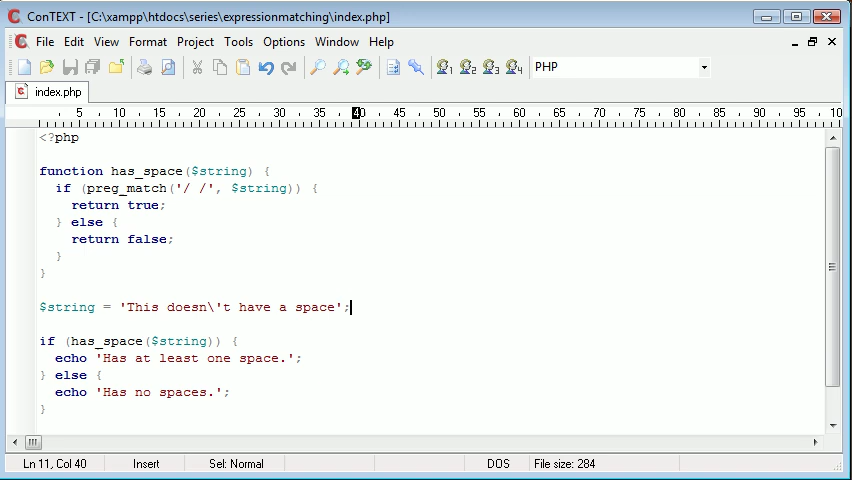 ConTEXT - [C:\xampp\htdocs\series\expressionmatching\index.php]
File Edit View Format Project Tools Options Window Help
1 2 3 4 PHP
index.php
5 10 15 20 25 30 35 40 45 50 55 60 65 70 75 80 85 90 95 10
<?php
function has_space($string) {
  if (preg_match('/ /', $string)) {
    return true;
  } else {
    return false;
  }
}
$string = 'This doesn\'t have a space';
if (has_space($string)) {
  echo 'Has at least one space.';
} else {
  echo 'Has no spaces.';
}
Ln 11, Col 40 Insert Sel: Normal DOS File size: 284